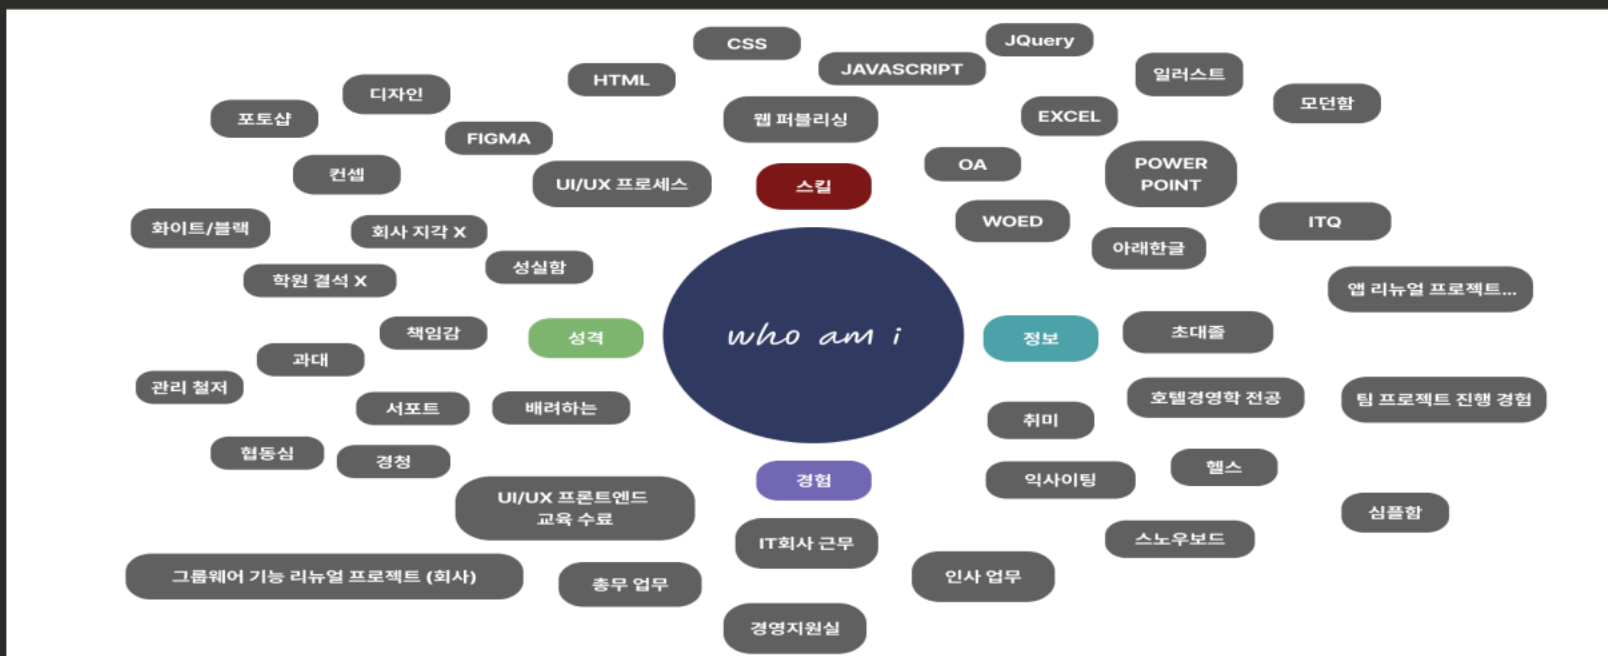 CSS
JQuery
JAVASCRIPT
HTML
일러스트
디자인
모던함
포토샵
웹 퍼블리싱
EXCEL
FIGMA
OA
POWER
POINT
컨셉
UI/UX 프로세스
스킬
화이트/블랙
회사 지각 X
WOED
ITQ
아래한글
성실함
학원 결석 X
앱 리뉴얼 프로젝트...
책임감
성격
who am i
정보
초대졸
과대
관리 철저
서포트
배려하는
취미
호텔경영학 전공
팀 프로젝트 진행 경험
협동심
경청
경험
익사이팅
헬스
UI/UX 프론트엔드
교육 수료
심플함
IT회사 근무
스노우보드
그룹웨어 기능 리뉴얼 프로젝트 (회사)
총무 업무
인사 업무
경영지원실